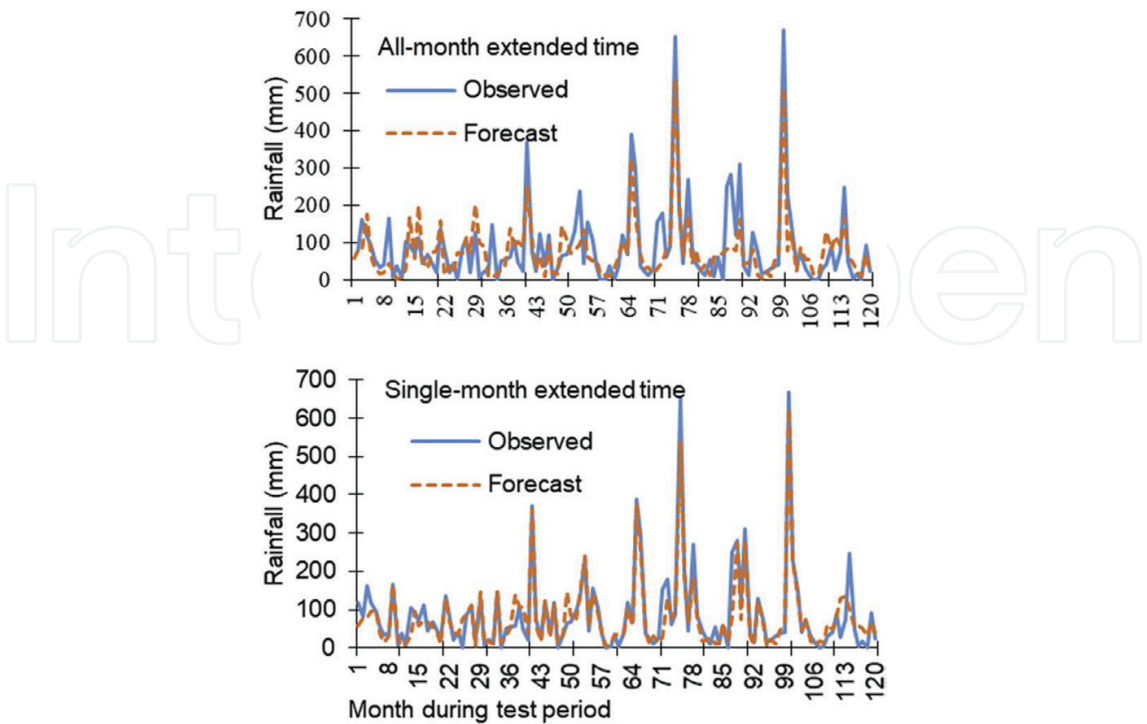 700
All-month extended time
600
Observed
500
Forecast
400
300
200
100
0
Rainfall (mm)
1 8 15 22 29 36 43 50 57 64 71 78 85 92 99 106 113 120
Int
pen
700
Single-month extended time
600
Observed
500
Forecast
400
300
200
100
0
Rainfall (mm)
1 8 15 22 29 36 43 50 57 64 71 78 85 92 99 106 113 120
Month during test period